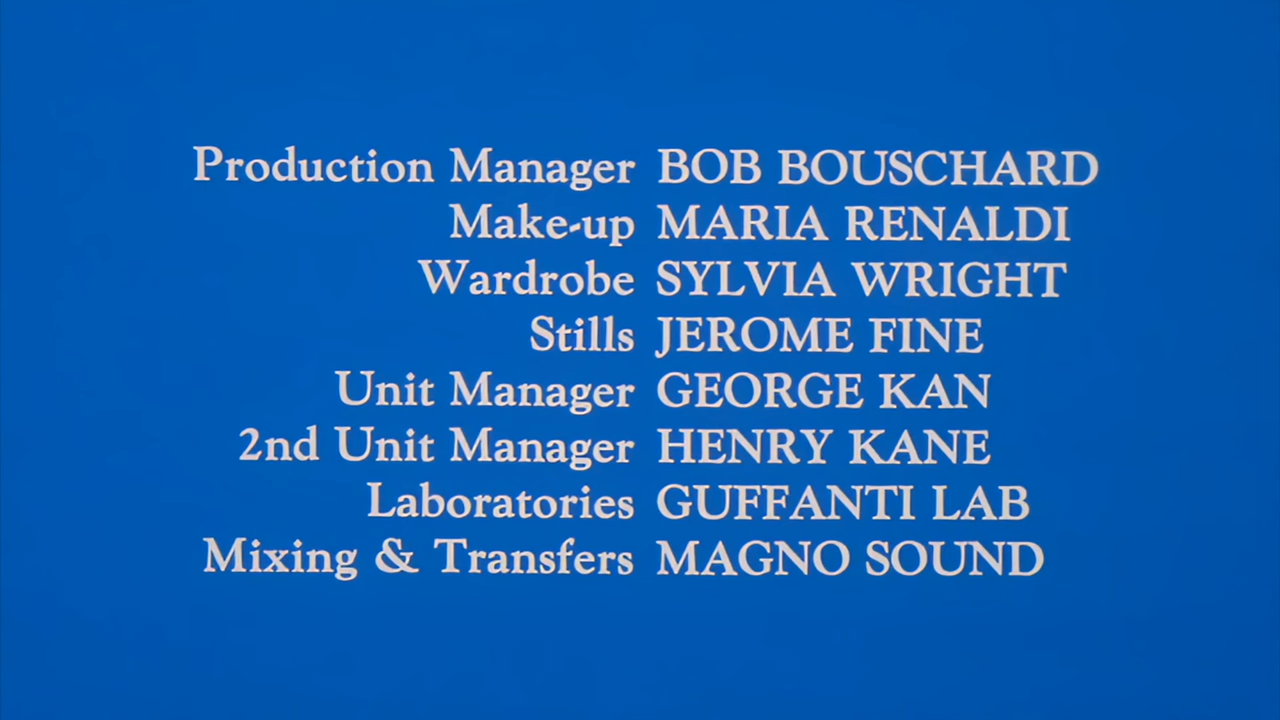 Production Manager BOB BOUSCHARD
Make-up MARIA RENALDI
Wardrobe SYLVIA WRIGHT
Stills JEROME FINE
Unit Manager GEORGE KAN
2nd Unit Manager HENRY KANE
Laboratories GUFFANTI LAB
Mixing & Transfers MAGNO SOUND